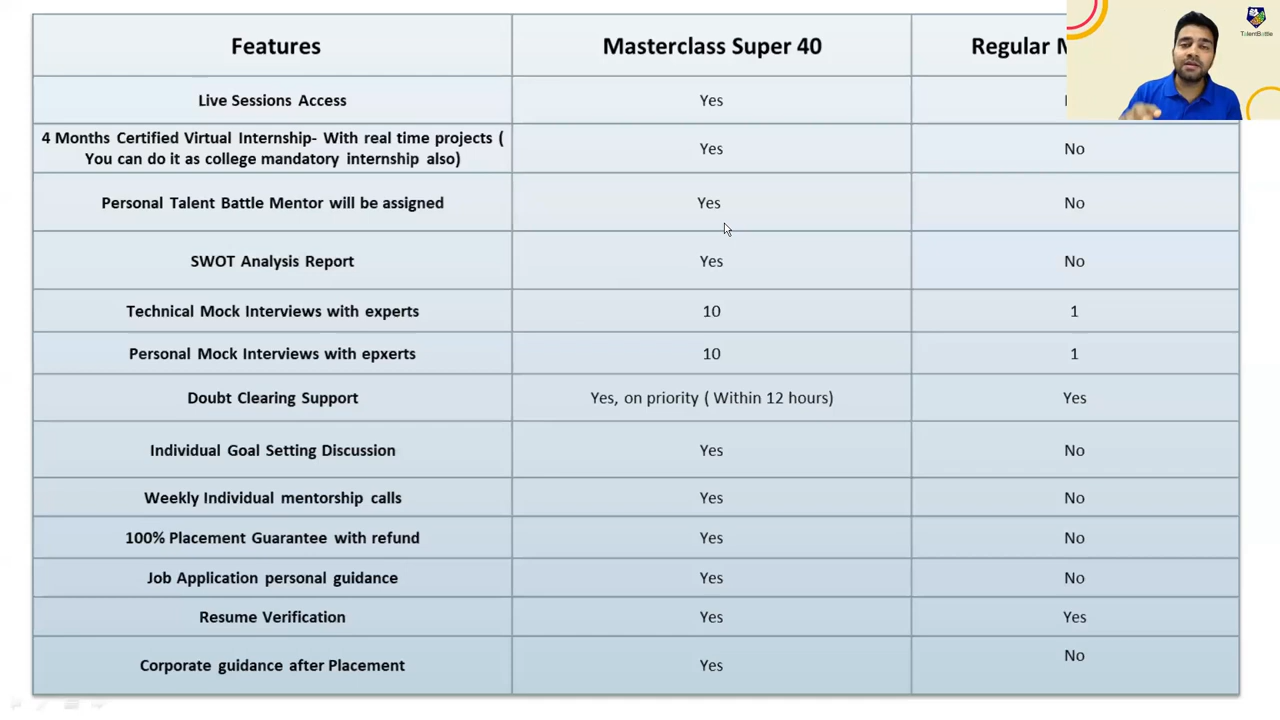 Features Masterclass Super 40 Regular
TalentBattle
Live Sessions Access Yes
4 Months Certified Virtual Internship- With real time projects (
You can do it as college mandatory internship also) Yes No
Personal Talent Battle Mentor will be assigned Yes No
SWOT Analysis Report Yes No
Technical Mock Interviews with experts 10 1
Personal Mock Interviews with epxerts 10 1
Doubt Clearing Support Yes, on priority ( Within 12 hours) Yes
Individual Goal Setting Discussion Yes No
Weekly Individual mentorship calls Yes No
100% Placement Guarantee with refund Yes No
Job Application personal guidance Yes No
Resume Verification Yes Yes
Corporate guidance after Placement Yes No